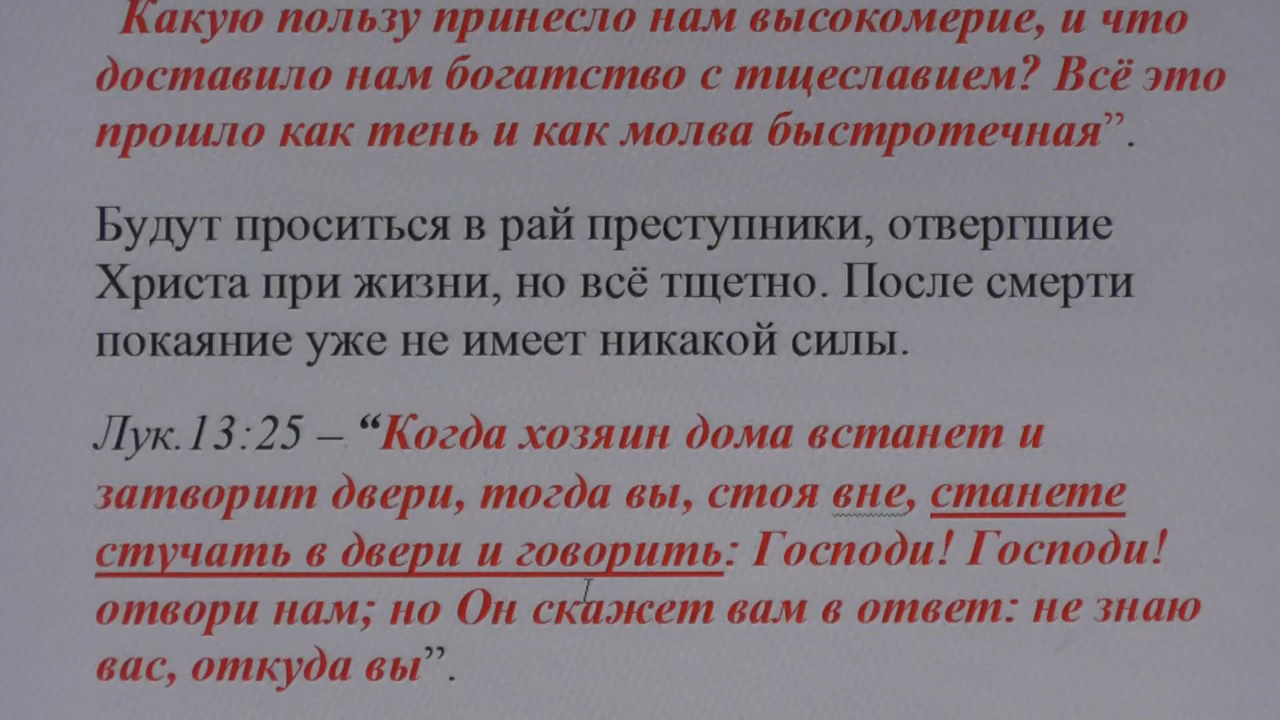 Какую пользу принесло нам высокомерие, и что
доставило нам богатство с тщеславием? Всё это
прошло как тень и как молва быстротечная”.
Будут проситься в рай преступники, отвергшие
Христа при жизни, но всё тщетно. После смерти
покаяние уже не имеет никакой силы.
Лук.13:25 – “Когда хозяин дома встанет и
затворит двери, тогда вы, стоя вне, станете
стучать в двери и говорить: Господи! Господи!
отвори нам; но Он скажет вам в ответ: не знаю
вас, откуда вы”.